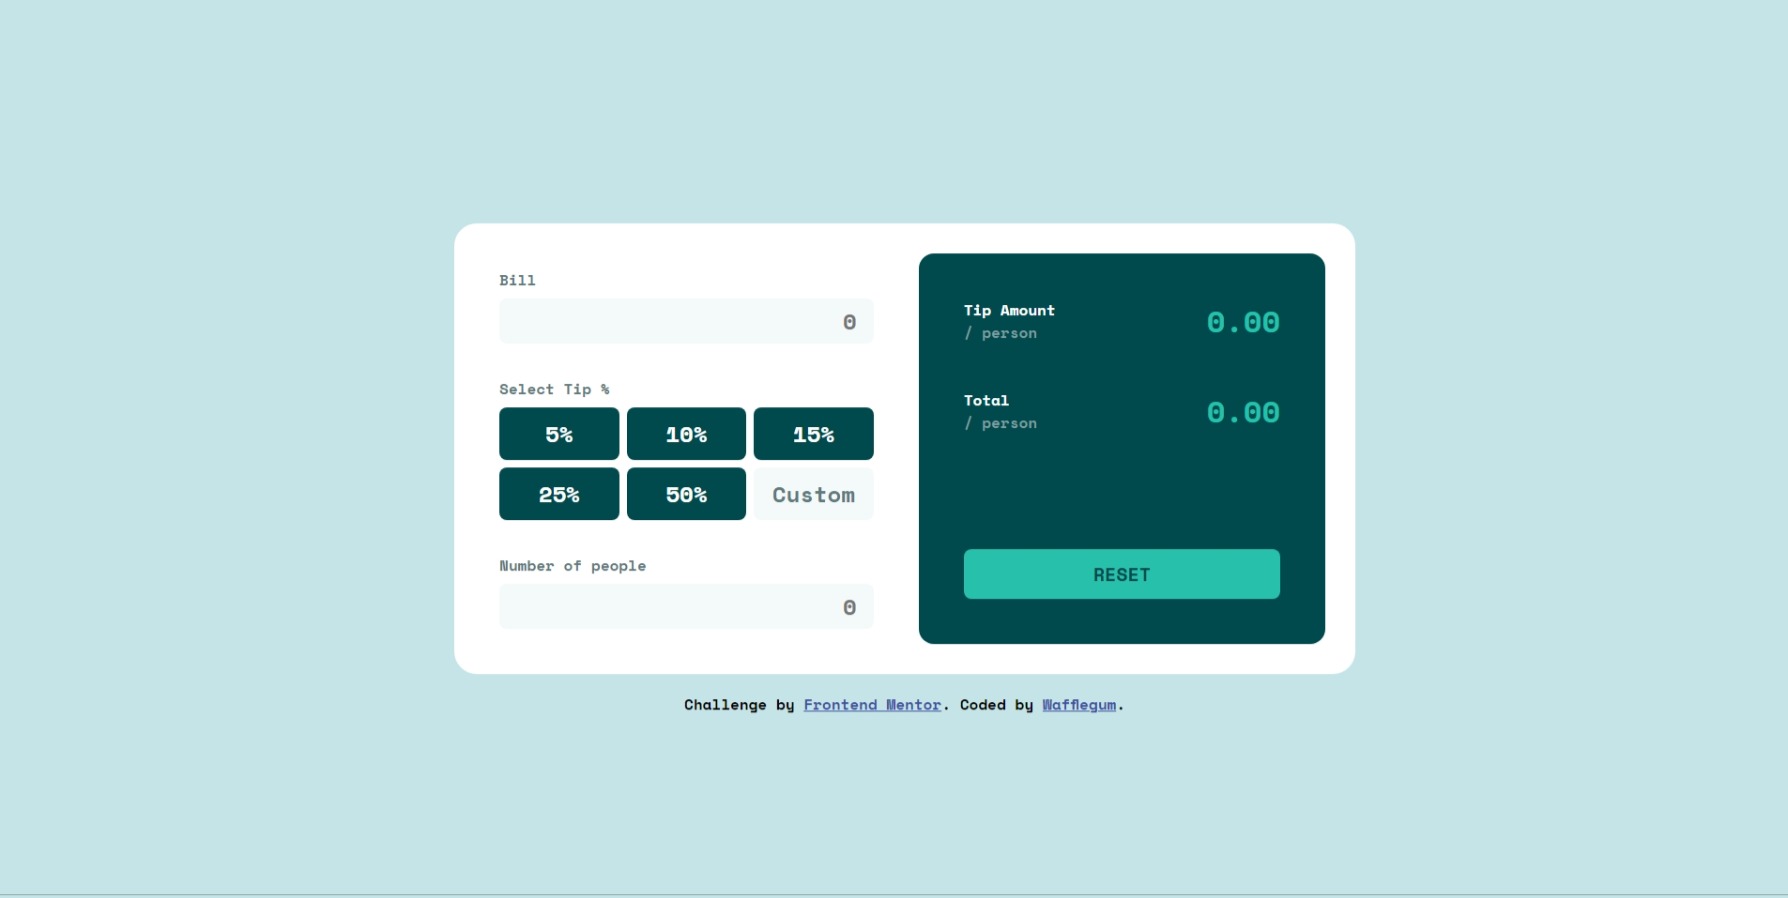 Bill
0
Select Tip %
5% 10% 15%
25% 50% Custom
Number of people
0
Tip Amount
/ person
0.00
Total
/ person
0.00
RESET
Challenge by Frontend Mentor. Coded by Wafflegum.